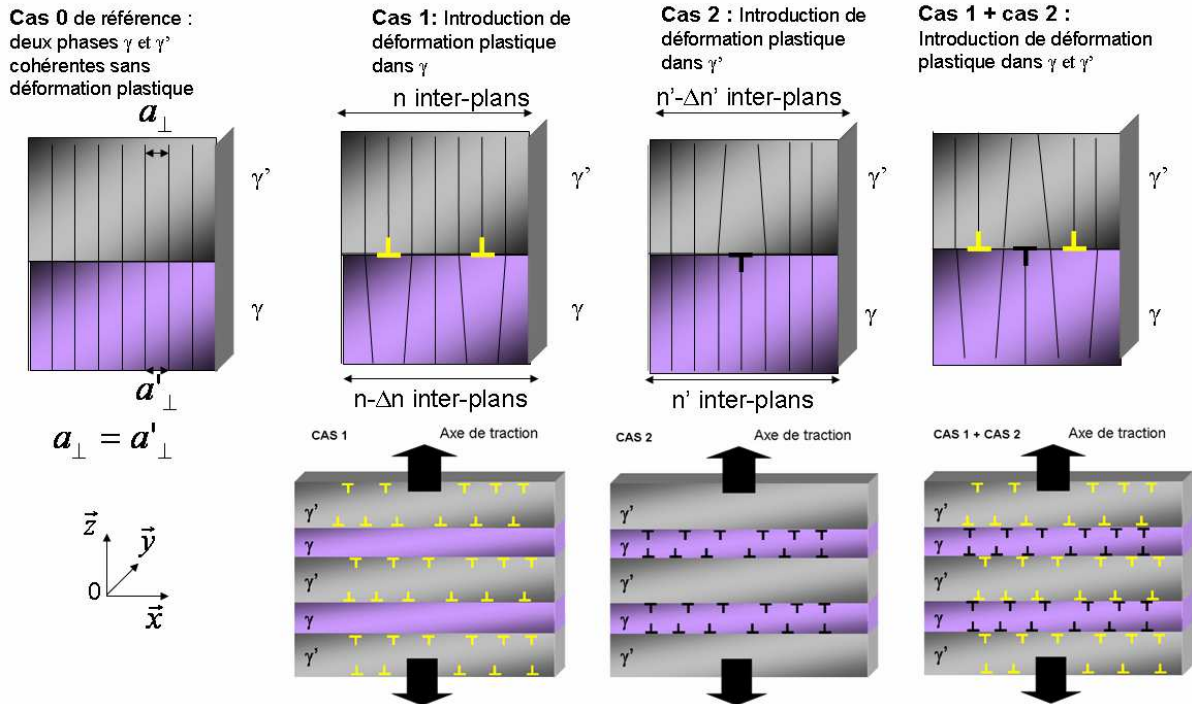 Cas 0 de référence :
deux phases γ et γ'
cohérentes sans
déformation plastique
a⊥
γ'
γ
a'⊥
a⊥ = a'⊥
z
y
0
x
Cas 1: Introduction de
déformation plastique
dans γ
n inter-plans
γ'
γ
n-Δn inter-plans
Cas 2 : Introduction de
déformation plastique
dans γ'
n'-Δn' inter-plans
γ'
γ
n' inter-plans
Cas 1 + cas 2 :
Introduction de déformation
plastique dans γ et γ'
γ'
γ
CAS 1
Axe de traction
γ'
γ
γ'
γ
γ'
CAS 2
Axe de traction
γ'
γ
γ'
γ
γ'
CAS 1 + CAS 2
Axe de traction
γ'
γ
γ'
γ
γ'